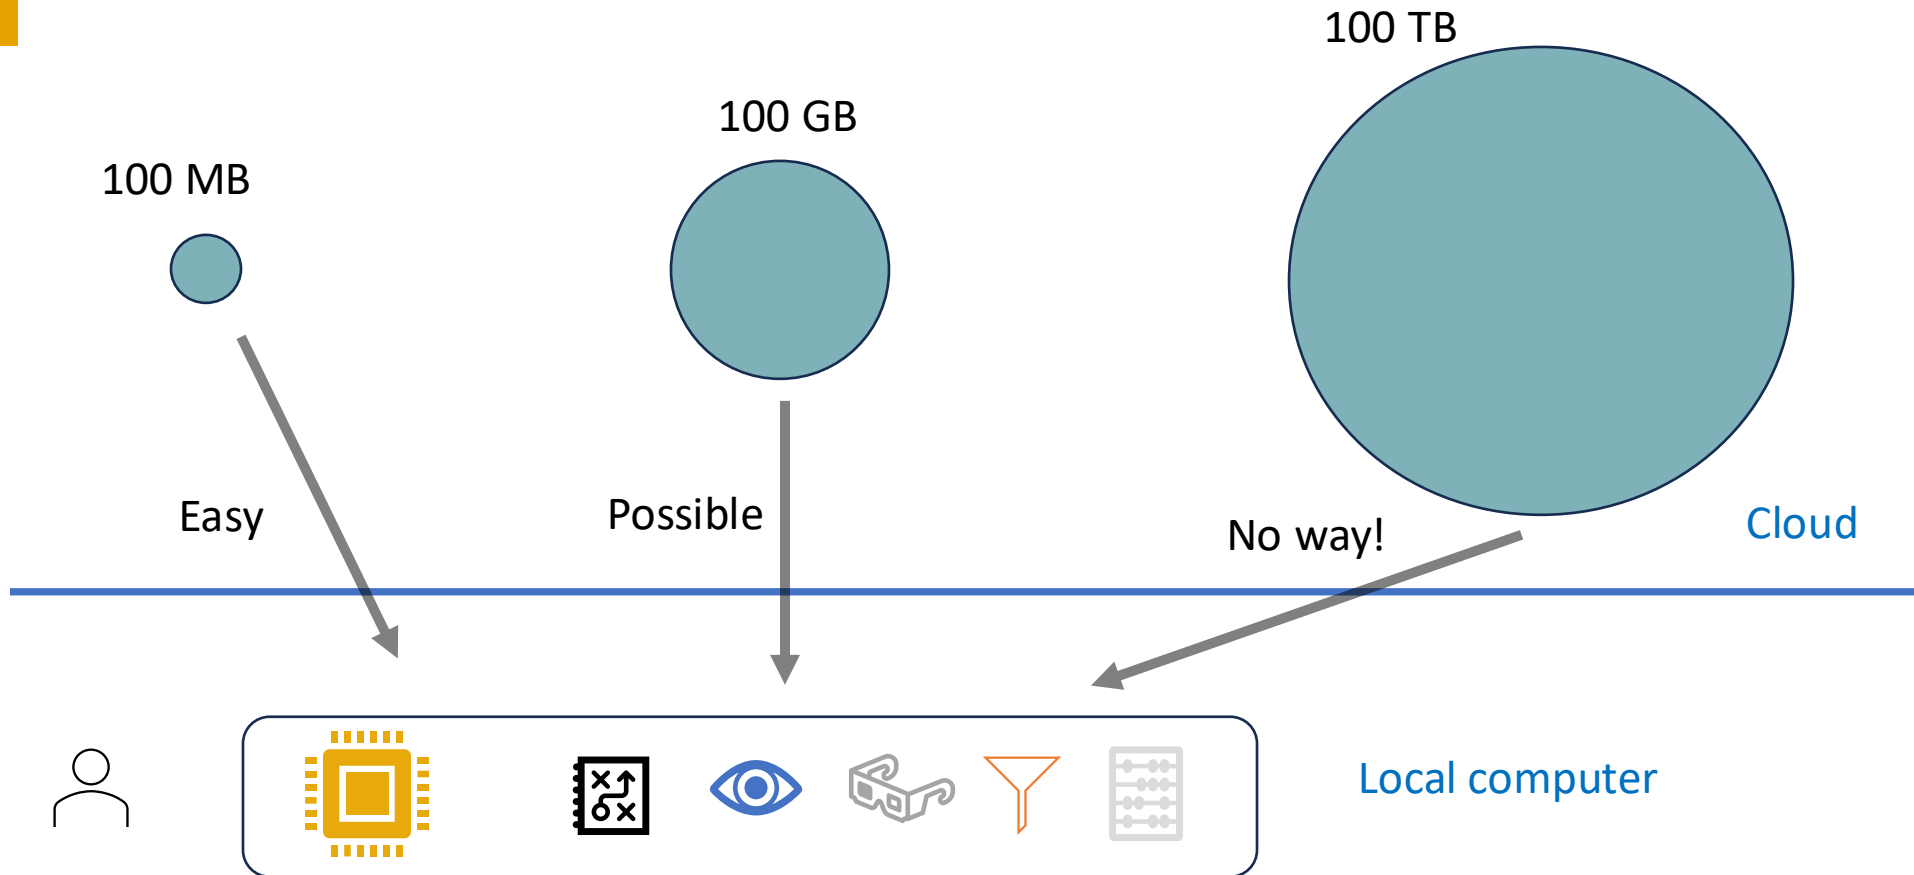 100 TB
100 GB
100 MB
Easy
Possible
No way!
Cloud
Local computer